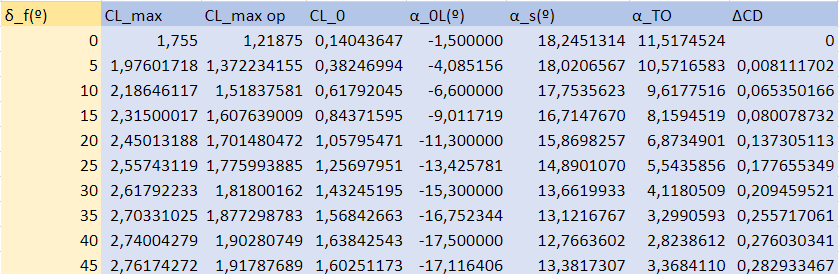 δ_f(º) CL_max CL_max op CL_0 α_0L(º) α_s(º) α_TO ΔCD
0 1,755 1,21875 0,14043647 -1,500000 18,2451314 11,5174524 0
5 1,97601718 1,372234155 0,38246994 -4,085156 18,0206567 10,5716583 0,008111702
10 2,18646117 1,51837581 0,61792045 -6,600000 17,7535623 9,6177516 0,065350166
15 2,31500017 1,607639009 0,84371595 -9,011719 16,7147670 8,1594519 0,080078732
20 2,45013188 1,701480472 1,05795471 -11,300000 15,8698257 6,8734901 0,137305113
25 2,55743119 1,775993885 1,25697951 -13,425781 14,8901070 5,5435856 0,177655349
30 2,61792233 1,81800162 1,43245195 -15,300000 13,6619933 4,1180509 0,209459521
35 2,70331025 1,877298783 1,56842663 -16,752344 13,1216767 3,2990593 0,255717061
40 2,74004279 1,90280749 1,63842543 -17,500000 12,7663602 2,8238612 0,276030341
45 2,76174272 1,91787689 1,60251173 -17,116406 13,3817307 3,3684110 0,282933467